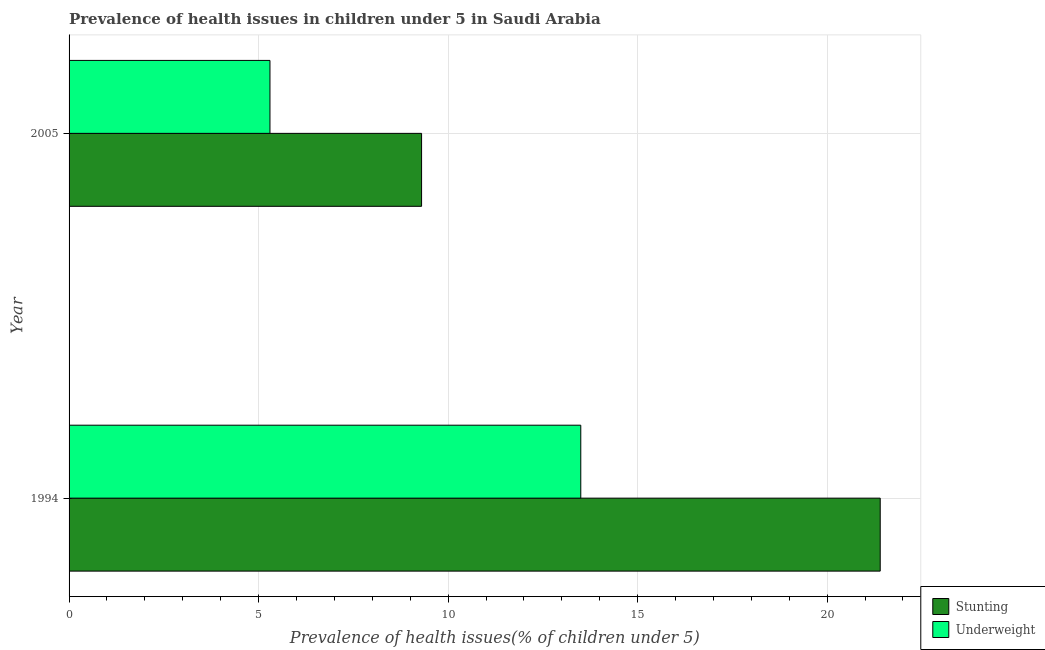 Prevalence of health issues in children under 5 in Saudi Arabia
2005
1994
Year
0
5
10
15
20
Prevalence of health issues(% of children under 5)
Stunting
Underweight